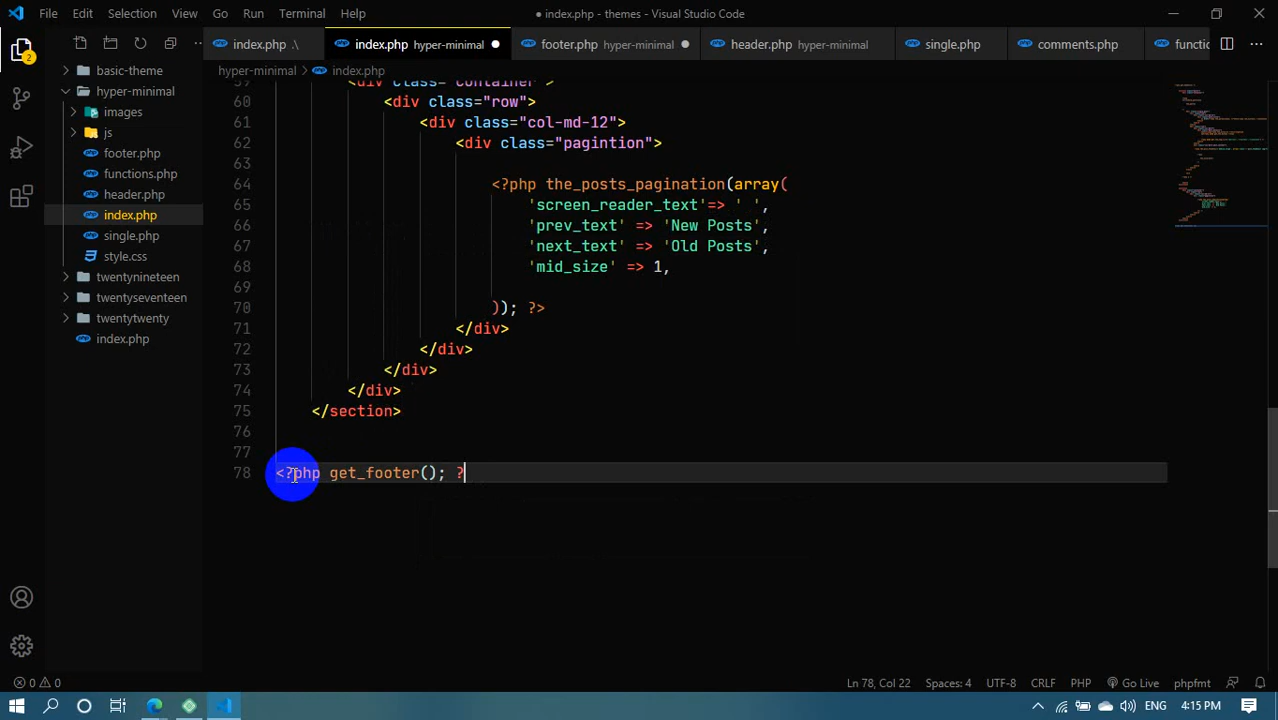 File Edit Selection View Go Run Terminal Help
● index.php - themes - Visual Studio Code
index.php .\
index.php hyper-minimal
footer.php hyper-minimal
header.php hyper-minimal
single.php
comments.php
hyper-minimal > index.php
basic-theme
hyper-minimal
images
js
footer.php
functions.php
header.php
index.php
single.php
style.css
twentynineteen
twentyseventeen
twentytwenty
index.php
2
60 <div class="row">
61 <div class="col-md-12">
62 <div class="pagintion">
63
64 <?php the_posts_pagination(array(
65 'screen_reader_text'=> ' ',
66 'prev_text' => 'New Posts',
67 'next_text' => 'Old Posts',
68 'mid_size' => 1,
69
70 )); ?>
71 </div>
72 </div>
73 </div>
74 </div>
75 </section>
76
77
78 <?php get_footer(); ?
0 0
Ln 78, Col 22 Spaces: 4 UTF-8 CRLF PHP Go Live phpfmt
ENG 4:15 PM